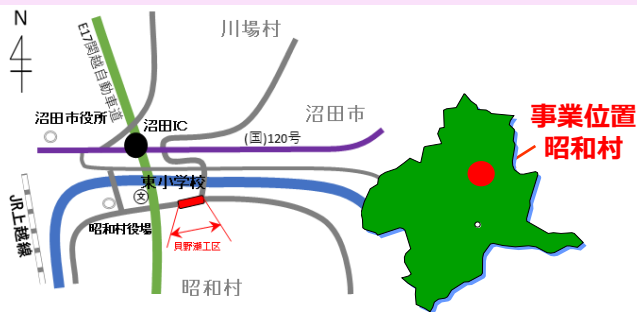 N
川場村
E17関越自動車道
沼田市
沼田市役所
沼田IC
(国)120号
事業位置
昭和村
東小学校
文
JR上越線
昭和村役場
貝野瀬工区
昭和村